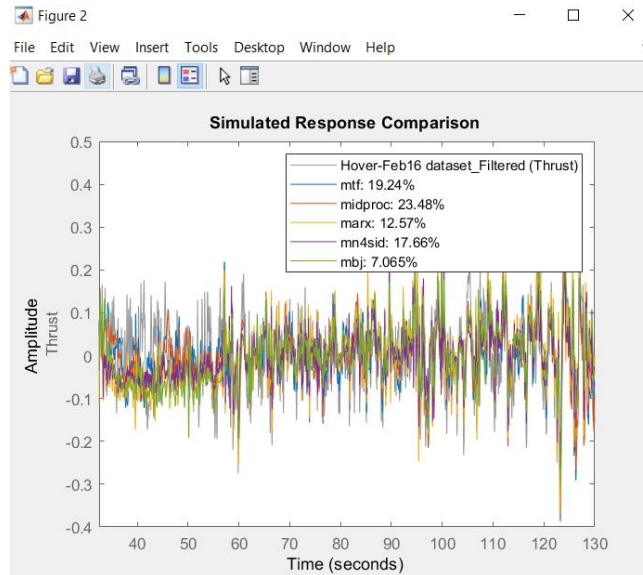 Figure 2
File Edit View Insert Tools Desktop Window Help
Simulated Response Comparison
Hover-Feb16 dataset_Filtered (Thrust)
mtf: 19.24%
midproc: 23.48%
marx: 12.57%
mn4sid: 17.66%
mbj: 7.065%
Amplitude
Thrust
0.5
0.4
0.3
0.2
0.1
0
-0.1
-0.2
-0.3
-0.4
40 50 60 70 80 90 100 110 120 130
Time (seconds)